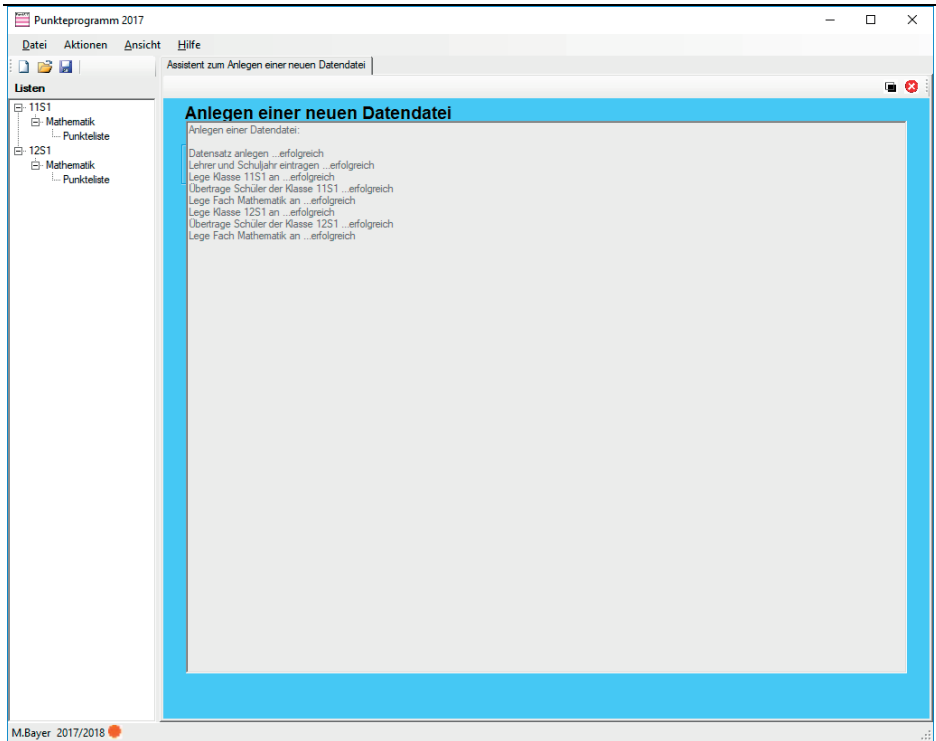 Punkteprogramm 2017
Datei Aktionen Ansicht Hilfe
Assistent zum Anlegen einer neuen Datendatei
Listen
11S1
Mathematik
Punkteliste
12S1
Mathematik
Punkteliste
Anlegen einer neuen Datendatei
Anlegen einer Datendatei:
Datensatz anlegen ...erfolgreich
Lehrer und Schuljahr eintragen ...erfolgreich
Lege Klasse 11S1 an ...erfolgreich
Übertrage Schüler der Klasse 11S1 ...erfolgreich
Lege Fach Mathematik an ...erfolgreich
Lege Klasse 12S1 an ...erfolgreich
Übertrage Schüler der Klasse 12S1 ...erfolgreich
Lege Fach Mathematik an ...erfolgreich
M.Bayer 2017/2018